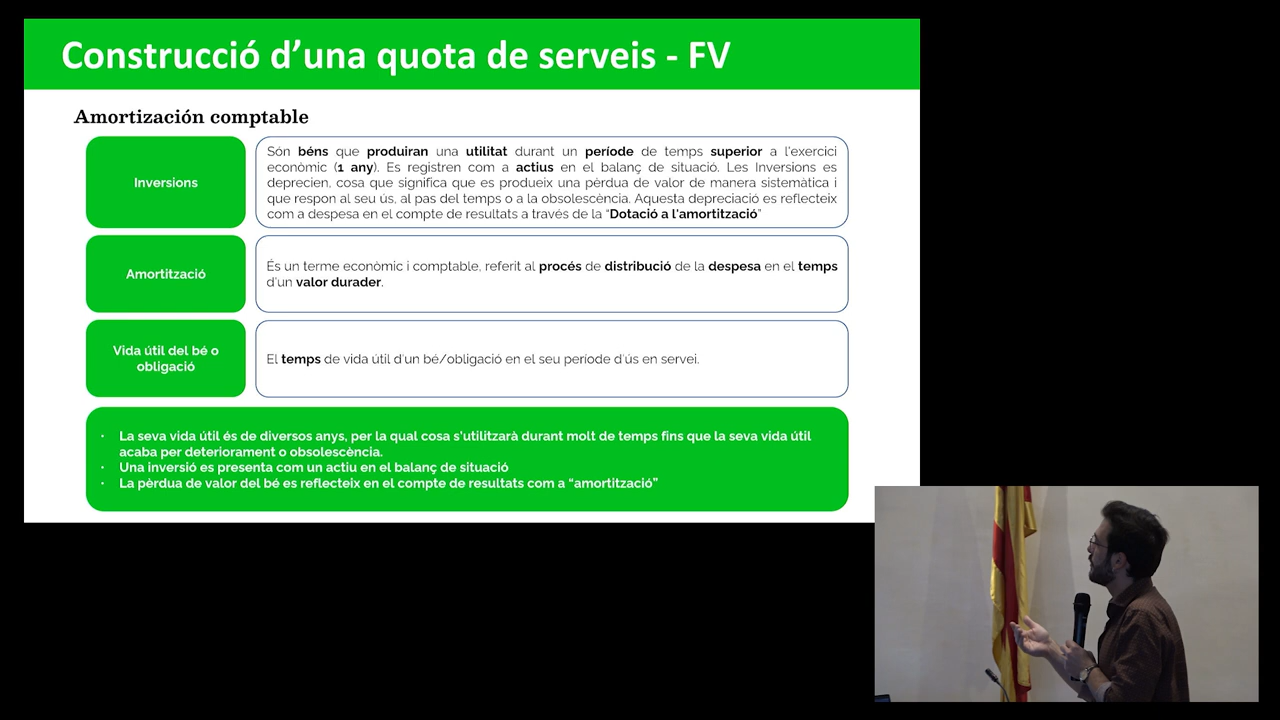 Construcció d'una quota de serveis - FV
Amortización comptable
Inversions
Són béns que produiran una utilitat durant un període de temps superior a l'exercici
econòmic (1 any). Es registren com a actius en el balanç de situació. Les Inversions es
deprecien, cosa que significa que es produeix una pèrdua de valor de manera sistemàtica i
que respon al seu ús, al pas del temps o a la obsolescència. Aquesta depreciació es reflecteix
com a despesa en el compte de resultats a través de la "Dotació a l'amortització"
Amortització
És un terme econòmic i comptable, referit al procés de distribució de la despesa en el temps
d'un valor durader.
Vida útil del bé o
obligació
El temps de vida útil d'un bé/obligació en el seu període d'ús en servei.
• La seva vida útil és de diversos anys, per la qual cosa s'utilitzarà durant molt de temps fins que la seva vida útil
acaba per deteriorament o obsolescència.
• Una inversió es presenta com un actiu en el balanç de situació
• La pèrdua de valor del bé es reflecteix en el compte de resultats com a "amortització"